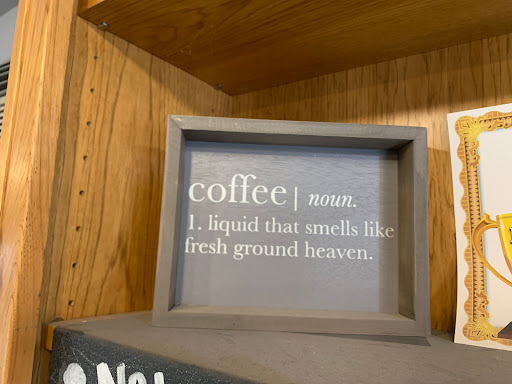 coffee| noun.
1. liquid that smells like
fresh ground heaven.